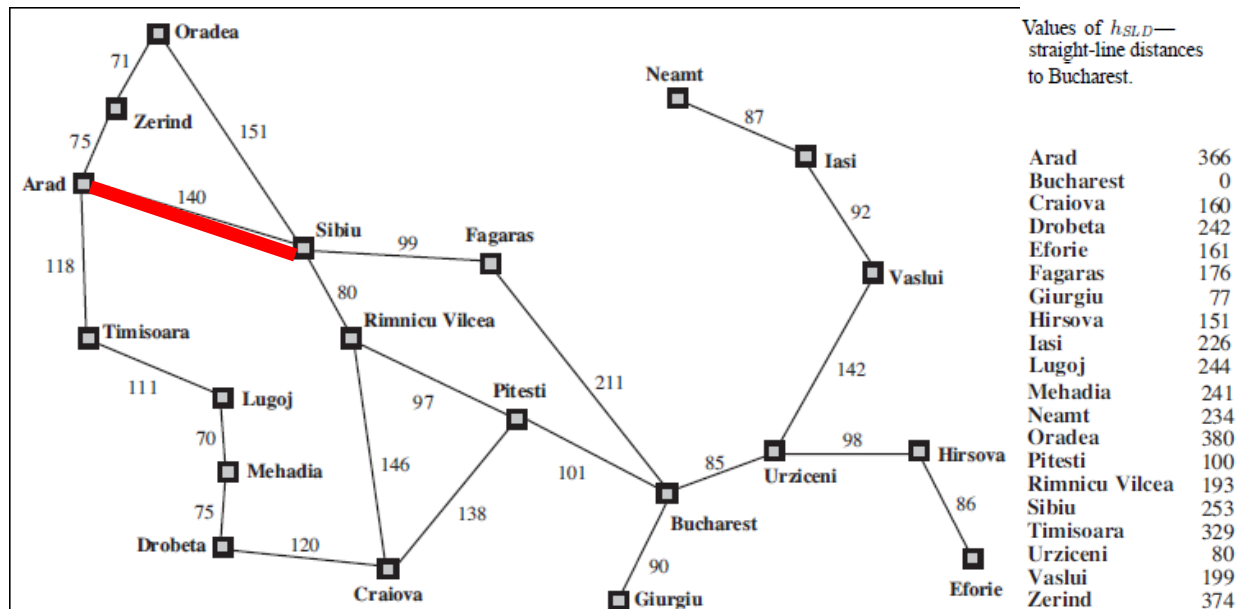 Oradea
71
Neamt
87
Zerind
151
75
Iasi
Arad
140
92
Sibiu
99
Fagaras
118
Vaslui
80
Timisoara
Rimnicu Vilcea
111
211
142
Lugoj
Pitesti
97
70
98
Hirsova
146
85
Mehadia
101
Urziceni
86
75
138
Bucharest
Drobeta
120
90
Eforie
Craiova
Giurgiu
Values of hSLD—
straight-line distances
to Bucharest.
Arad 366
Bucharest 0
Craiova 160
Drobeta 242
Eforie 161
Fagaras 176
Giurgiu 77
Hirsova 151
Iasi 226
Lugoj 244
Mehadia 241
Neamt 234
Oradea 380
Pitesti 100
Rimnicu Vilcea 193
Sibiu 253
Timisoara 329
Urziceni 80
Vaslui 199
Zerind 374